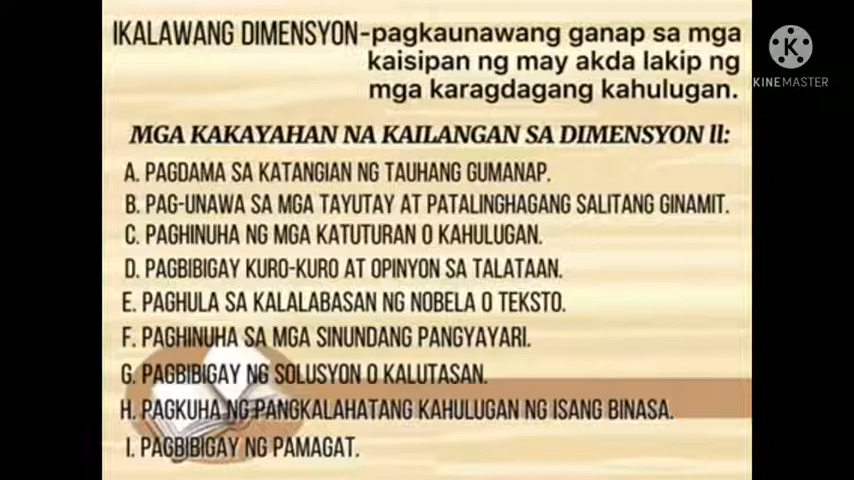 IKALAWANG DIMENSYON-pagkaunawang ganap sa mga
kaisipan ng may akda lakip ng
mga karagdagang kahulugan.
K
KINEMASTER
MGA KAKAYAHAN NA KAILANGAN SA DIMENSYON ll:
A. PAGDAMA SA KATANGIAN NG TAUHANG GUMANAP.
B. PAG-UNAWA SA MGA TAYUTAY AT PATALINGHAGANG SALITANG GINAMIT.
C. PAGHINUHA NG MGA KATUTURAN O KAHULUGAN.
D. PAGBIBIGAY KURO-KURO AT OPINYON SA TALATAAN.
E. PAGHULA SA KALALABASAN NG NOBELA O TEKSTO.
F. PAGHINUHA SA MGA SINUNDANG PANGYAYARI.
G. PAGBIBIGAY NG SOLUSYON O KALUTASAN.
H. PAGKUHA NG PANGKALAHATANG KAHULUGAN NG ISANG BINASA.
I. PAGBIBIGAY NG PAMAGAT.